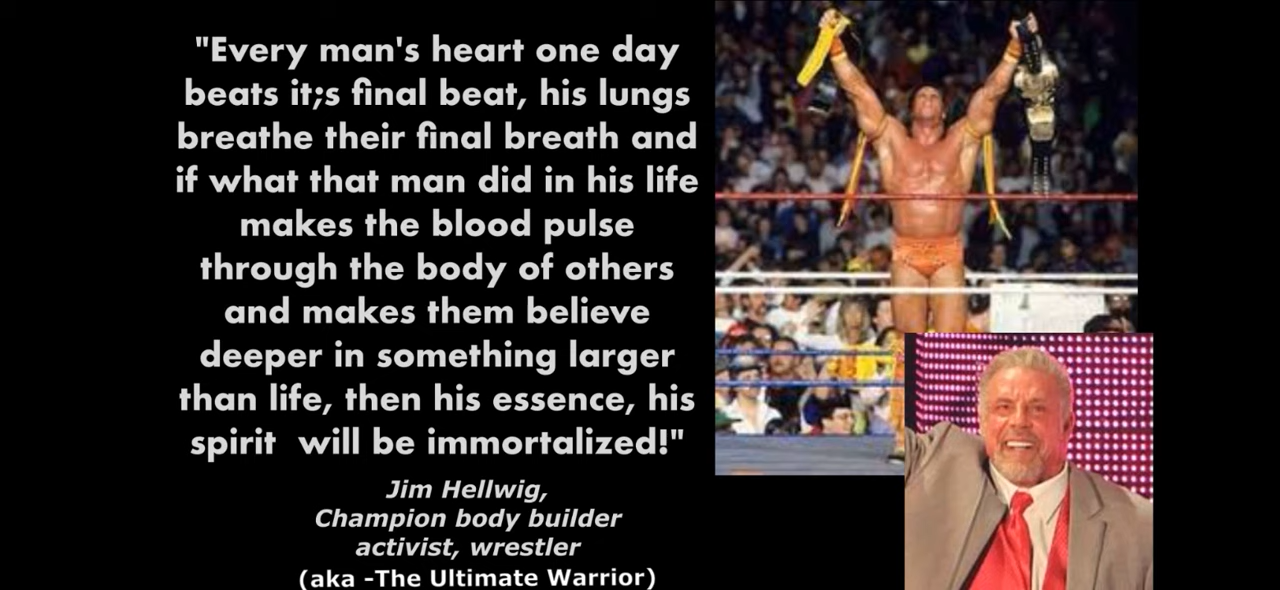 "Every man's heart one day
beats it;s final beat, his lungs
breathe their final breath and
if what that man did in his life
makes the blood pulse
through the body of others
and makes them believe
deeper in something larger
than life, then his essence, his
spirit  will be immortalized!"
Jim Hellwig,
Champion body builder
activist, wrestler
(aka -The Ultimate Warrior)